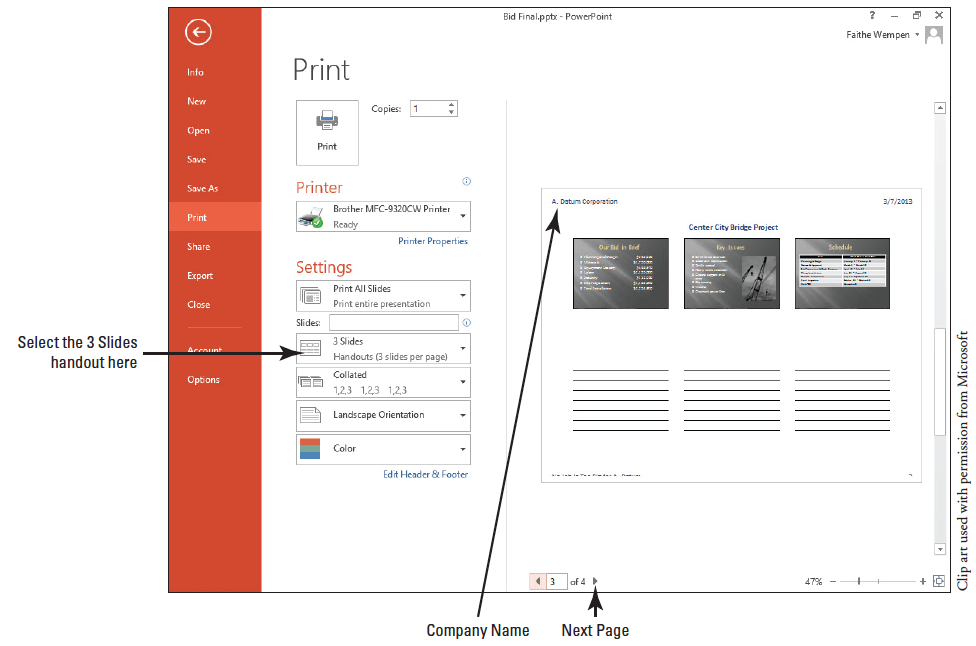 Bid Final.pptx - PowerPoint
?
Faithe Wempen
Info
New
Open
Save
Save As
Print
Share
Export
Close
Account
Options
Print
Print
Copies: 1
Printer
Brother MFC-9320CW Printer
Ready
Printer Properties
Settings
Print All Slides
Print entire presentation
Slides:
3 Slides
Handouts (3 slides per page)
Collated
1,2,3 1,2,3 1,2,3
Landscape Orientation
Color
Edit Header & Footer
A. Datum Corporation
3/7/2013
Center City Bridge Project
Our Bid in Brief
Key Issues
Schedule
3 of 4
47%
Select the 3 Slides
handout here
Company Name
Next Page
Clip art used with permission from Microsoft